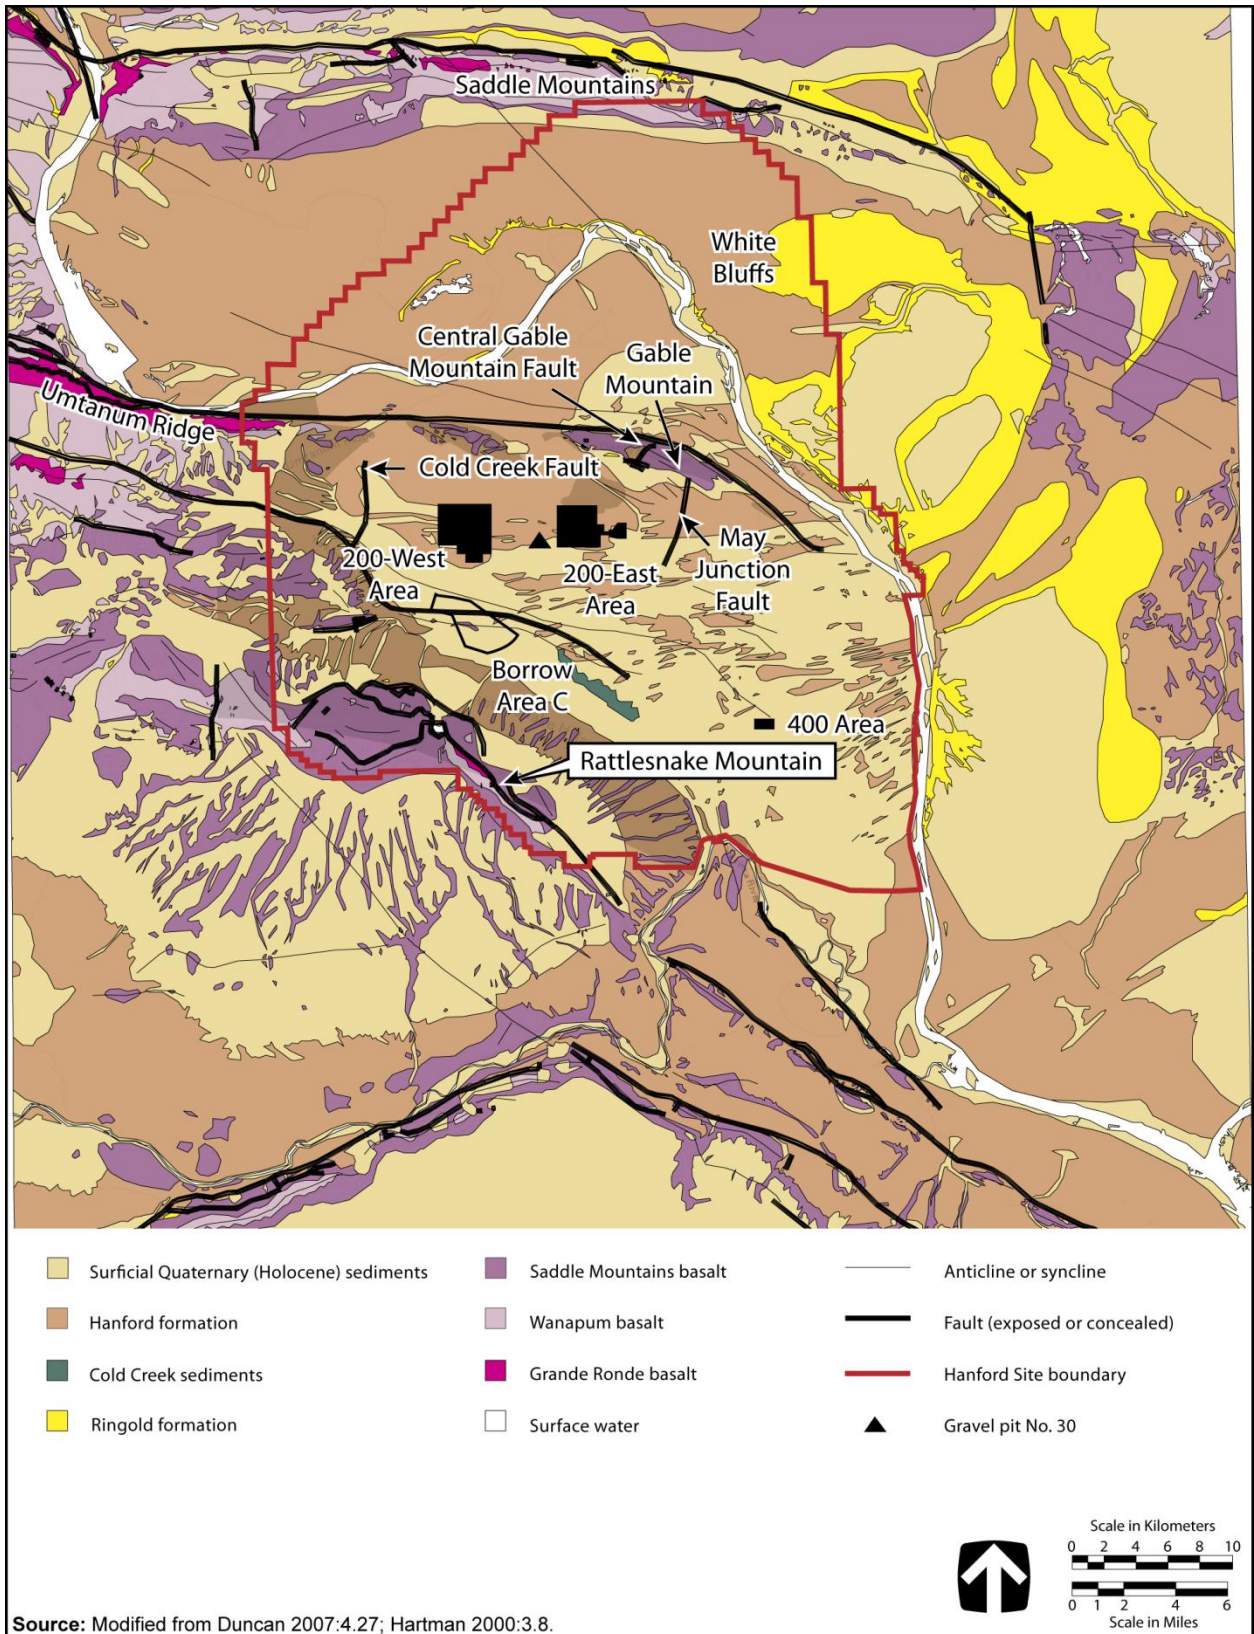 Saddle Mountains
White
Bluffs
Central Gable
Mountain Fault
Gable
Mountain
Umtanum Ridge
Cold Creek Fault
200-West
Area
200-East
Area
May
Junction
Fault
Borrow
Area C
400 Area
Rattlesnake Mountain
Surficial Quaternary (Holocene) sediments
Hanford formation
Cold Creek sediments
Ringold formation
Saddle Mountains basalt
Wanapum basalt
Grande Ronde basalt
Surface water
Anticline or syncline
Fault (exposed or concealed)
Hanford Site boundary
Gravel pit No. 30
Scale in Kilometers
0 2 4 6 8 10
0 1 2 4 6
Scale in Miles
Source: Modified from Duncan 2007:4.27; Hartman 2000:3.8.